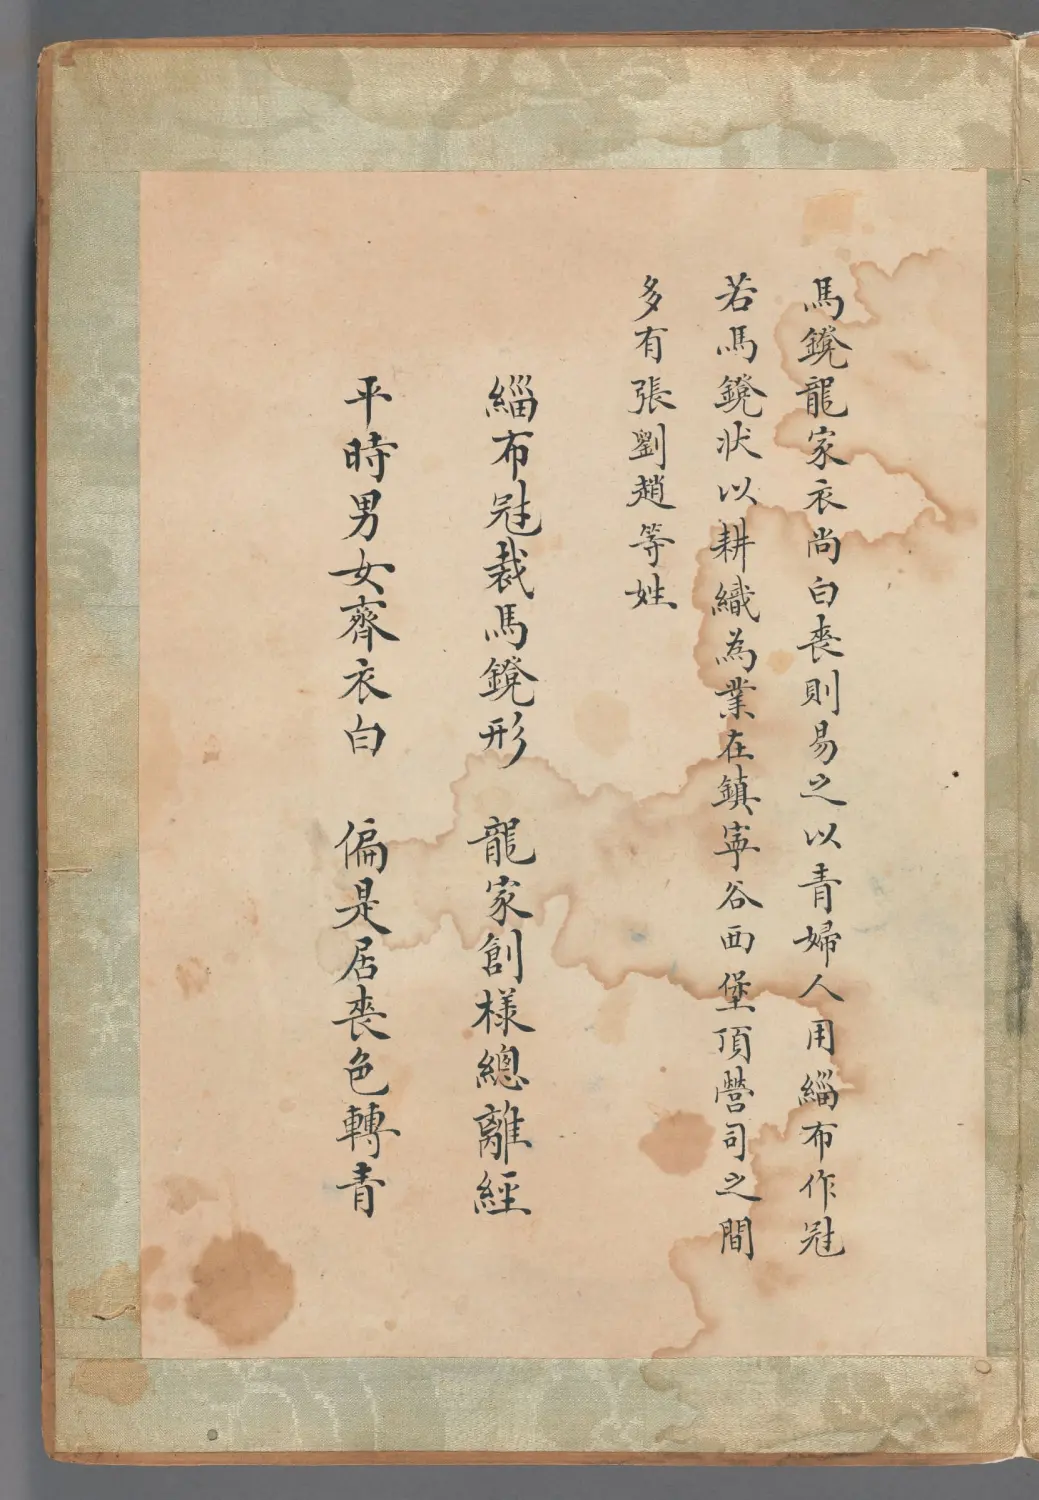 馬鐙龍家衣尚白喪則易之以青婦人用緇布作冠
若馬鐙狀以耕織為業在鎮寧谷西堡頂營司之間
多有張劉趙等姓
緇布冠裁馬鐙形 龍家創様總離經
平時男女齊衣白 偏是居喪色轉青